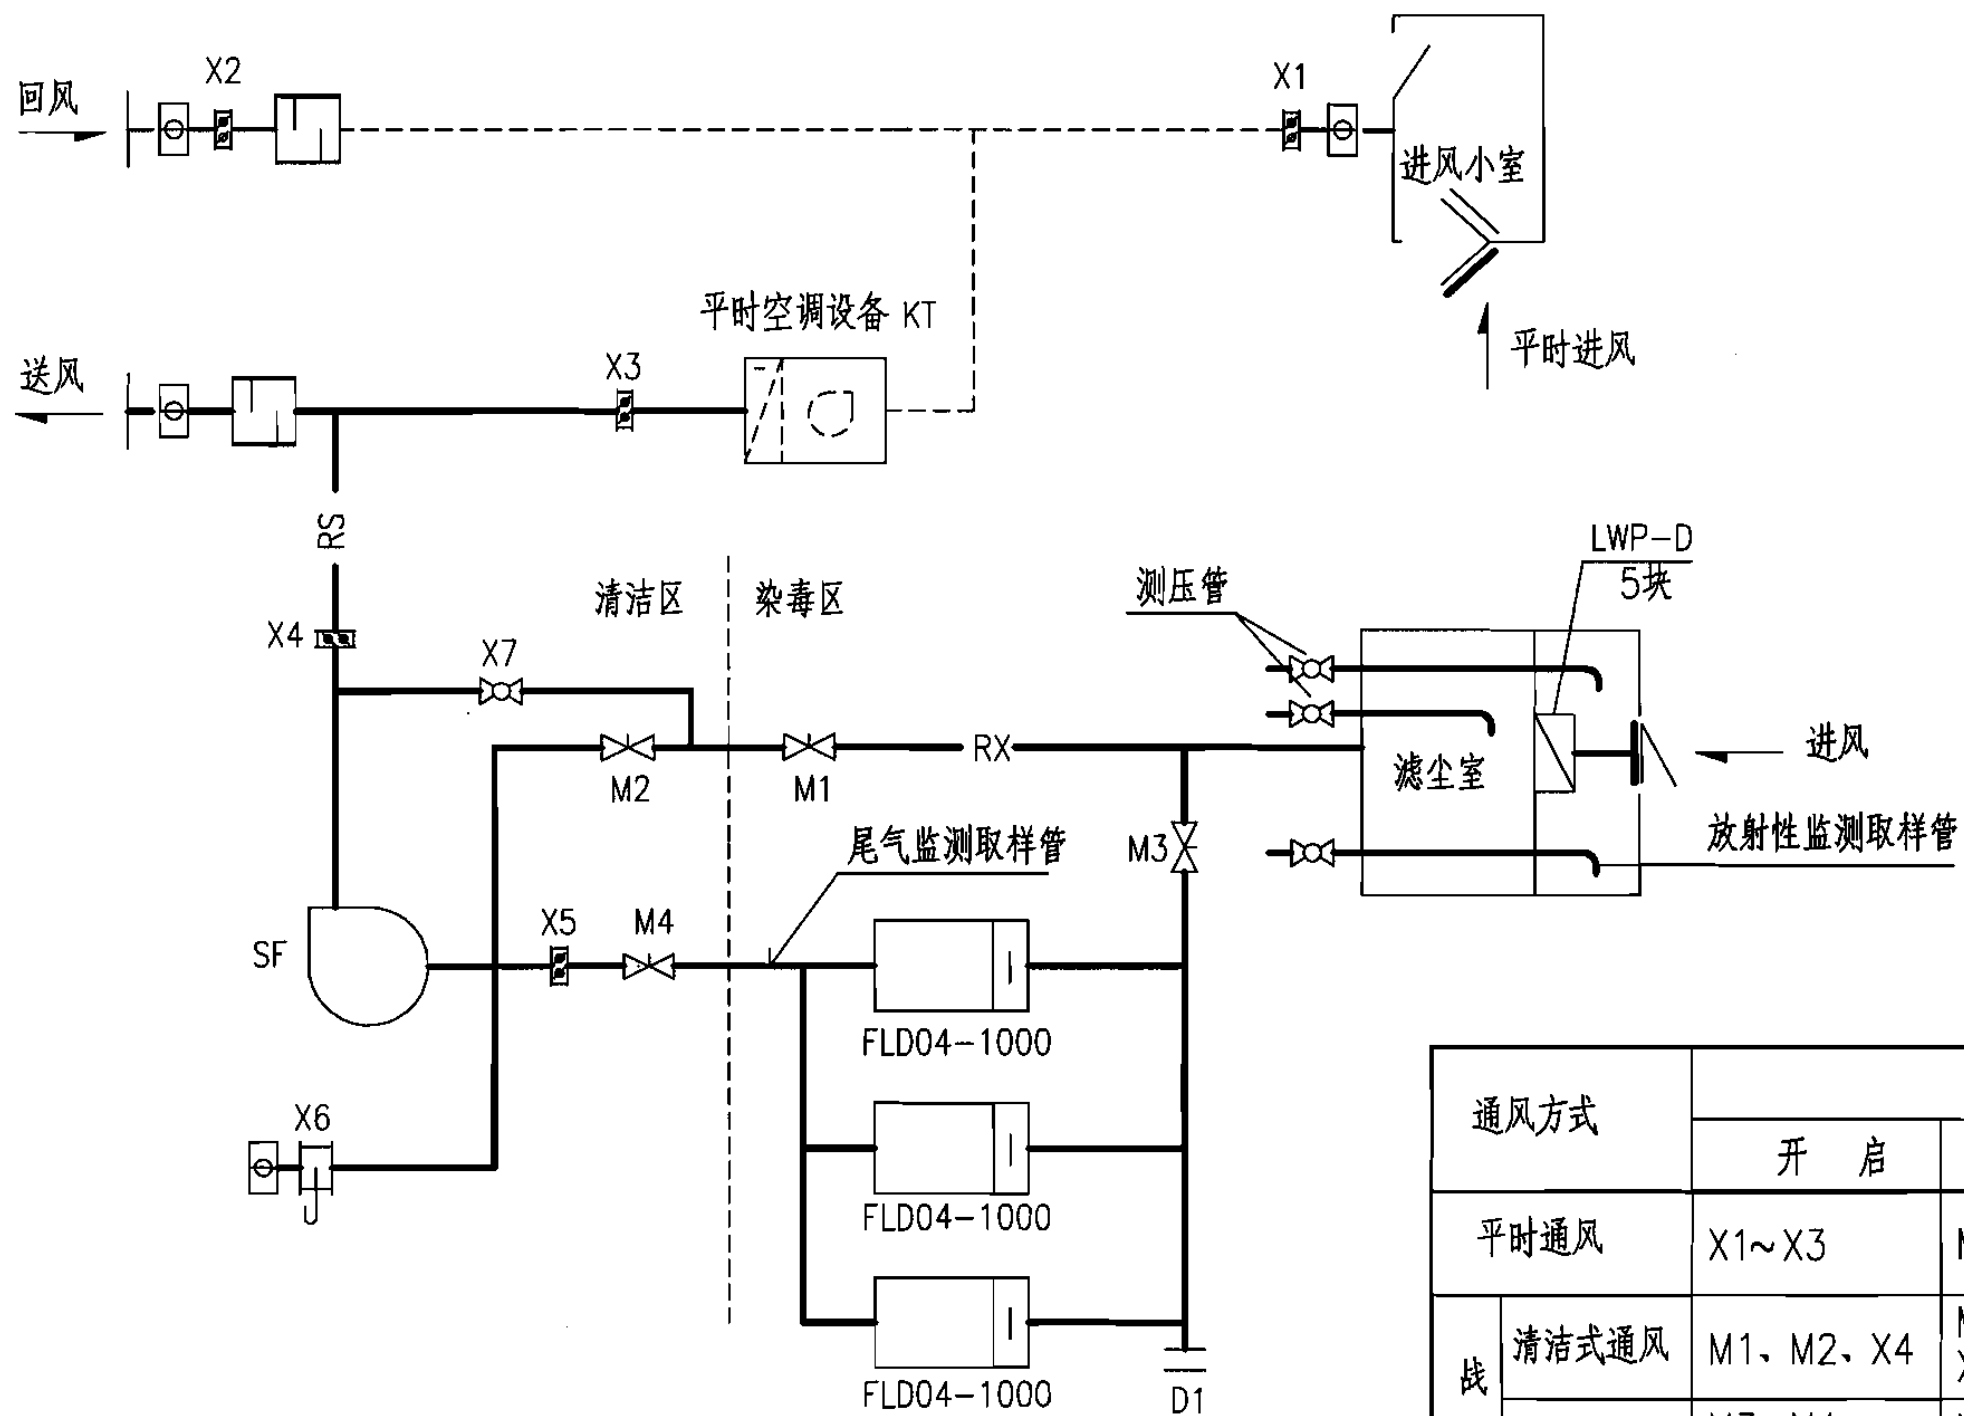 X2
X1
回风
进风小室
平时空调设备 KT
平时进风
送风
X3
RS
LWP-D
5块
清洁区
染毒区
测压管
X4
X7
RX
进风
M2
M1
滤尘室
尾气监测取样管
M3
放射性监测取样管
SF
X5
M4
FLD04-1000
X6
FLD04-1000
FLD04-1000
D1
通风方式
开 启
平时通风
X1~X3
战
清洁式通风
M1、M2、X4